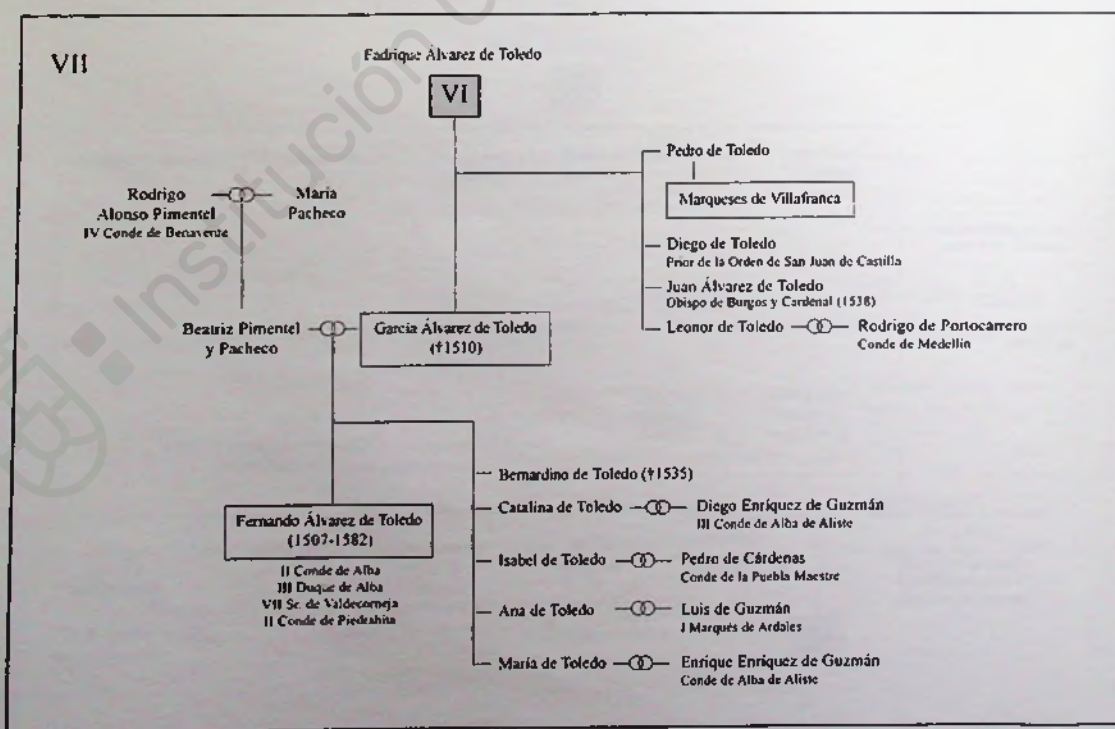 VII
Fadrique Álvarez de Toledo
VI
Pedro de Toledo
Marqueses de Villafranca
Rodrigo
Alonso Pimentel
IV Conde de Benavente
María
Pacheco
Diego de Toledo
Prior de la Orden de San Juan de Castilla
Juan Álvarez de Toledo
Obispo de Burgos y Cardenal (1538)
Leonor de Toledo
Rodrigo de Portocarrero
Conde de Medellín
Beatriz Pimentel
y Pacheco
García Álvarez de Toledo
(†1510)
Bernardino de Toledo (†1535)
Catalina de Toledo
Diego Enríquez de Guzmán
III Conde de Alba de Aliste
Fernando Álvarez de Toledo
(1507-1582)
II Conde de Alba
III Duque de Alba
VII Sr. de Valdecorneja
II Conde de Piedrahita
Isabel de Toledo
Pedro de Cárdenas
Conde de la Puebla Maestre
Ana de Toledo
Luis de Guzmán
I Marqués de Ardales
María de Toledo
Enrique Enríquez de Guzmán
Conde de Alba de Aliste
Institución